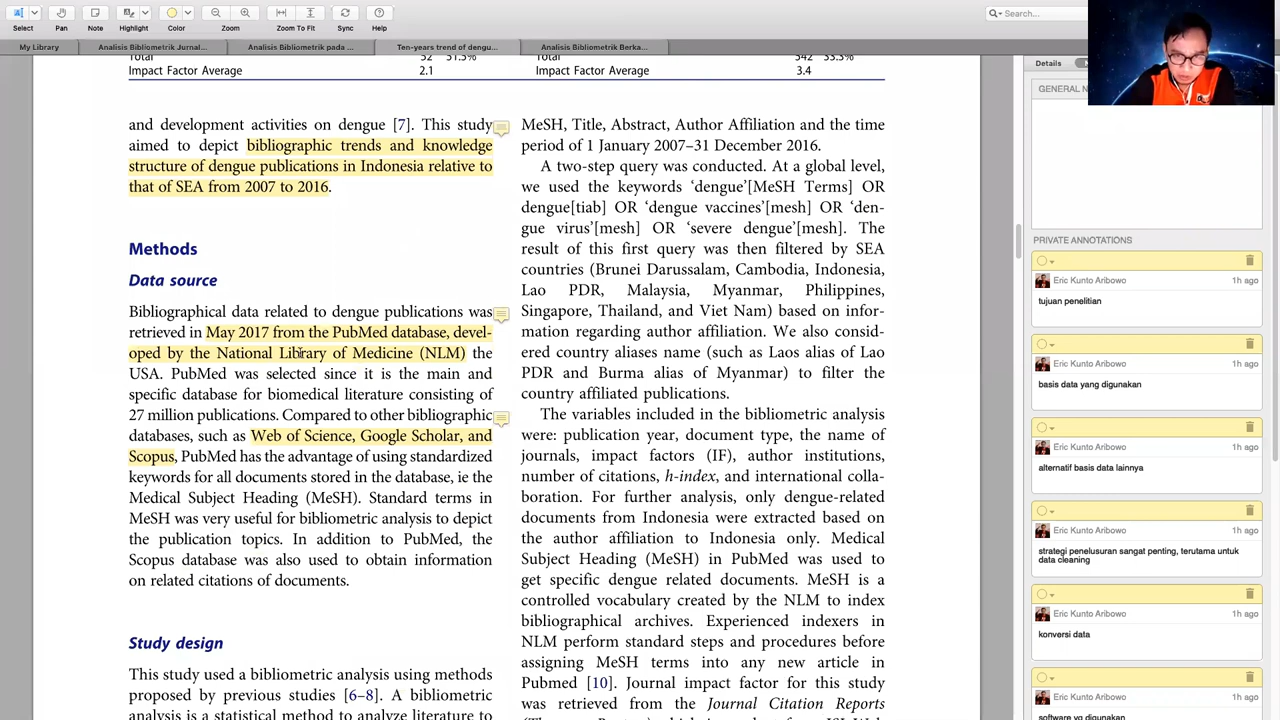 Select
Pan
Note
Highlight
Color
Zoom
Zoom To Fit
Sync
Help
Search...
My Library
Analisis Bibliometrik Jurnal...
Analisis Bibliometrik pada ...
Ten-years trend of dengu...
Analisis Bibliometrik Berka...
Total 52 51.5%
Impact Factor Average 2.1
542 33.3%
Impact Factor Average 3.4
and development activities on dengue [7]. This study
aimed to depict bibliographic trends and knowledge
structure of dengue publications in Indonesia relative to
that of SEA from 2007 to 2016.
Methods
Data source
Bibliographical data related to dengue publications was
retrieved in May 2017 from the PubMed database, devel-
oped by the National Library of Medicine (NLM) the
USA. PubMed was selected since it is the main and
specific database for biomedical literature consisting of
27 million publications. Compared to other bibliographic
databases, such as Web of Science, Google Scholar, and
Scopus, PubMed has the advantage of using standardized
keywords for all documents stored in the database, ie the
Medical Subject Heading (MeSH). Standard terms in
MeSH was very useful for bibliometric analysis to depict
the publication topics. In addition to PubMed, the
Scopus database was also used to obtain information
on related citations of documents.
Study design
This study used a bibliometric analysis using methods
proposed by previous studies [6–8]. A bibliometric
analysis is a statistical method to analyze literature to
MeSH, Title, Abstract, Author Affiliation and the time
period of 1 January 2007–31 December 2016.
A two-step query was conducted. At a global level,
we used the keywords ‘dengue’[MeSH Terms] OR
dengue[tiab] OR ‘dengue vaccines’[mesh] OR ‘den-
gue virus’[mesh] OR ‘severe dengue’[mesh]. The
result of this first query was then filtered by SEA
countries (Brunei Darussalam, Cambodia, Indonesia,
Lao PDR, Malaysia, Myanmar, Philippines,
Singapore, Thailand, and Viet Nam) based on infor-
mation regarding author affiliation. We also consid-
ered country aliases name (such as Laos alias of Lao
PDR and Burma alias of Myanmar) to filter the
country affiliated publications.
The variables included in the bibliometric analysis
were: publication year, document type, the name of
journals, impact factors (IF), author institutions,
number of citations, h-index, and international colla-
boration. For further analysis, only dengue-related
documents from Indonesia were extracted based on
the author affiliation to Indonesia only. Medical
Subject Heading (MeSH) in PubMed was used to
get specific dengue related documents. MeSH is a
controlled vocabulary created by the NLM to index
bibliographical archives. Experienced indexers in
NLM perform standard steps and procedures before
assigning MeSH terms into any new article in
Pubmed [10]. Journal impact factor for this study
was retrieved from the Journal Citation Reports
Details
GENERAL N
PRIVATE ANNOTATIONS
Eric Kunto Aribowo 1h ago
tujuan penelitian
Eric Kunto Aribowo 1h ago
basis data yang digunakan
Eric Kunto Aribowo 1h ago
alternatif basis data lainnya
Eric Kunto Aribowo 1h ago
strategi penelusuran sangat penting, terutama untuk
data cleaning
Eric Kunto Aribowo 1h ago
konversi data
Eric Kunto Aribowo 1h ago
software yg digunakan